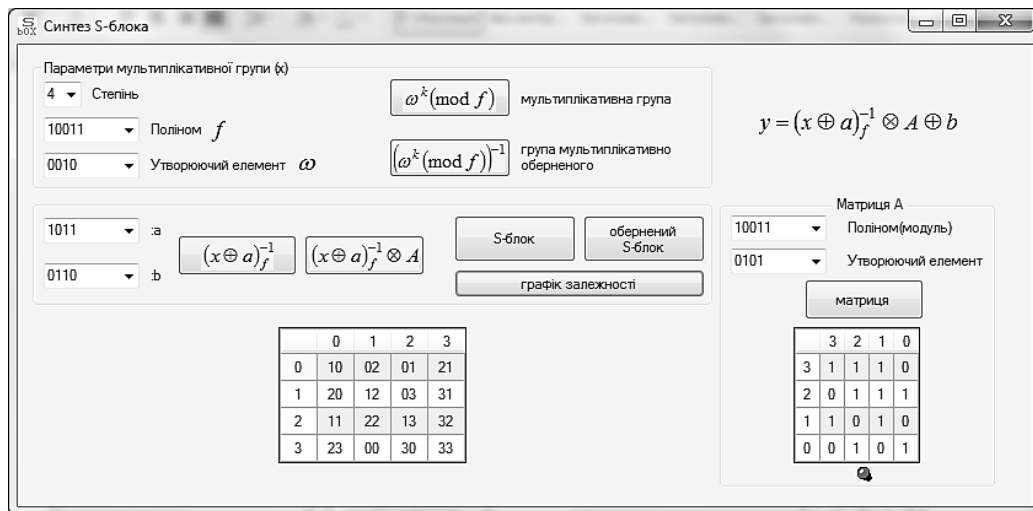 S
box Синтез S-блока
Параметри мультиплікативної групи (x)
4 Степінь
10011 Поліном f
0010 Утворюючий елемент ω
ω^k(mod f) мультиплікативна група
(ω^k(mod f))^-1 група мультиплікативно
оберненого
y = (x ⊕ a)_f^-1 ⊗ A ⊕ b
1011 :a
0110 :b
(x ⊕ a)_f^-1 (x ⊕ a)_f^-1 ⊗ A
S-блок
обернений
S-блок
графік залежності
0 1 2 3
0 10 02 01 21
1 20 12 03 31
2 11 22 13 32
3 23 00 30 33
Матриця A
10011 Поліном(модуль)
0101 Утворюючий елемент
матриця
3 2 1 0
3 1 1 1 0
2 0 1 1 1
1 1 0 1 0
0 0 1 0 1